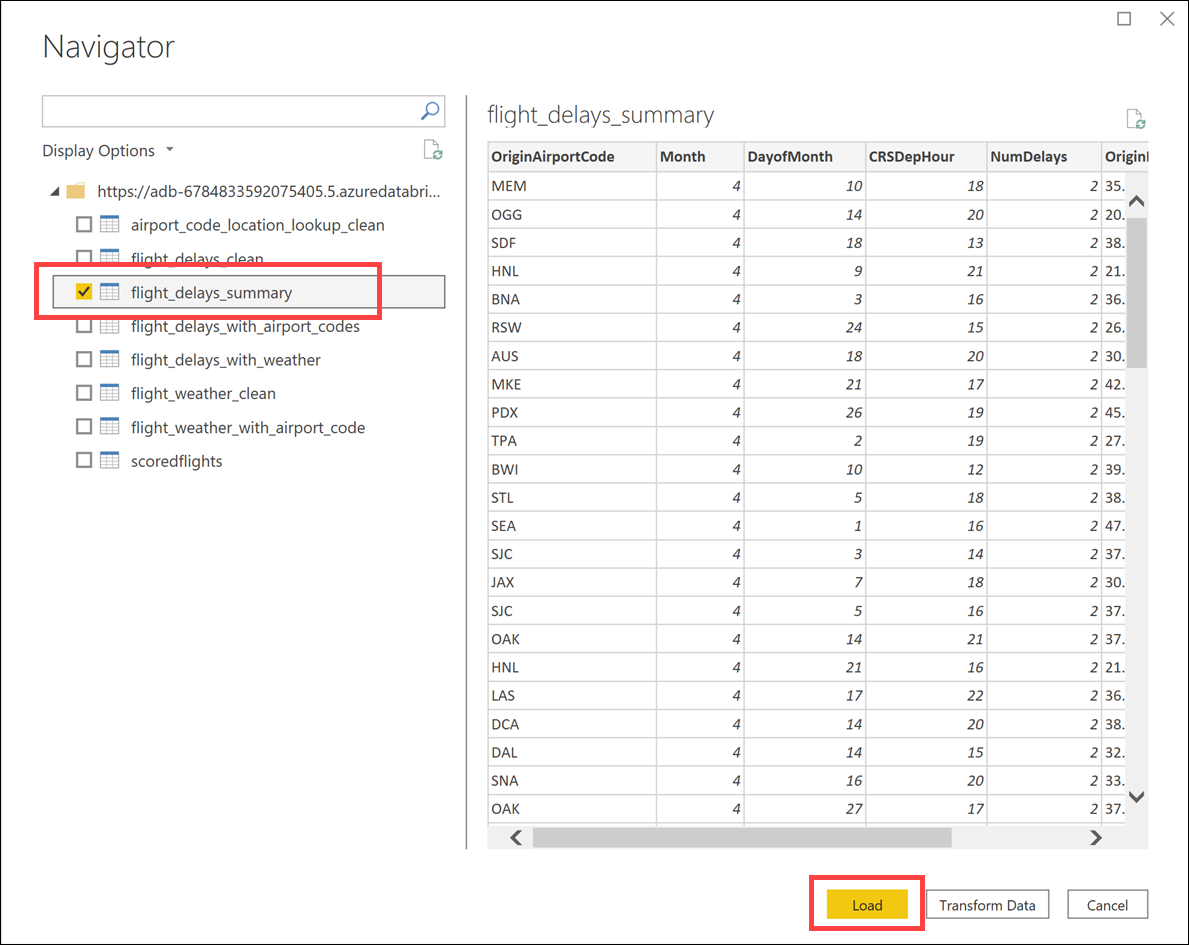 Navigator
Display Options
https://adb-6784833592075405.5.azuredatabri...
airport_code_location_lookup_clean
flight_delays_clean
flight_delays_summary
flight_delays_with_airport_codes
flight_delays_with_weather
flight_weather_clean
flight_weather_with_airport_code
scoredflights
flight_delays_summary
OriginAirportCode Month DayofMonth CRSDepHour NumDelays Originl
MEM 4 10 18 2 35.
OGG 4 14 20 2 20.
SDF 4 18 13 2 38.
HNL 4 9 21 2 21.
BNA 4 3 16 2 36.
RSW 4 24 15 2 26.
AUS 4 18 20 2 30.
MKE 4 21 17 2 42.
PDX 4 26 19 2 45.
TPA 4 2 19 2 27.
BWI 4 10 12 2 39.
STL 4 5 18 2 38.
SEA 4 1 16 2 47.
SJC 4 3 14 2 37.
JAX 4 7 18 2 30.
SJC 4 5 16 2 37.
OAK 4 14 21 2 37.
HNL 4 21 16 2 21.
LAS 4 17 22 2 36.
DCA 4 14 20 2 38.
DAL 4 14 15 2 32.
SNA 4 16 20 2 33.
OAK 4 27 17 2 37.
Load Transform Data Cancel